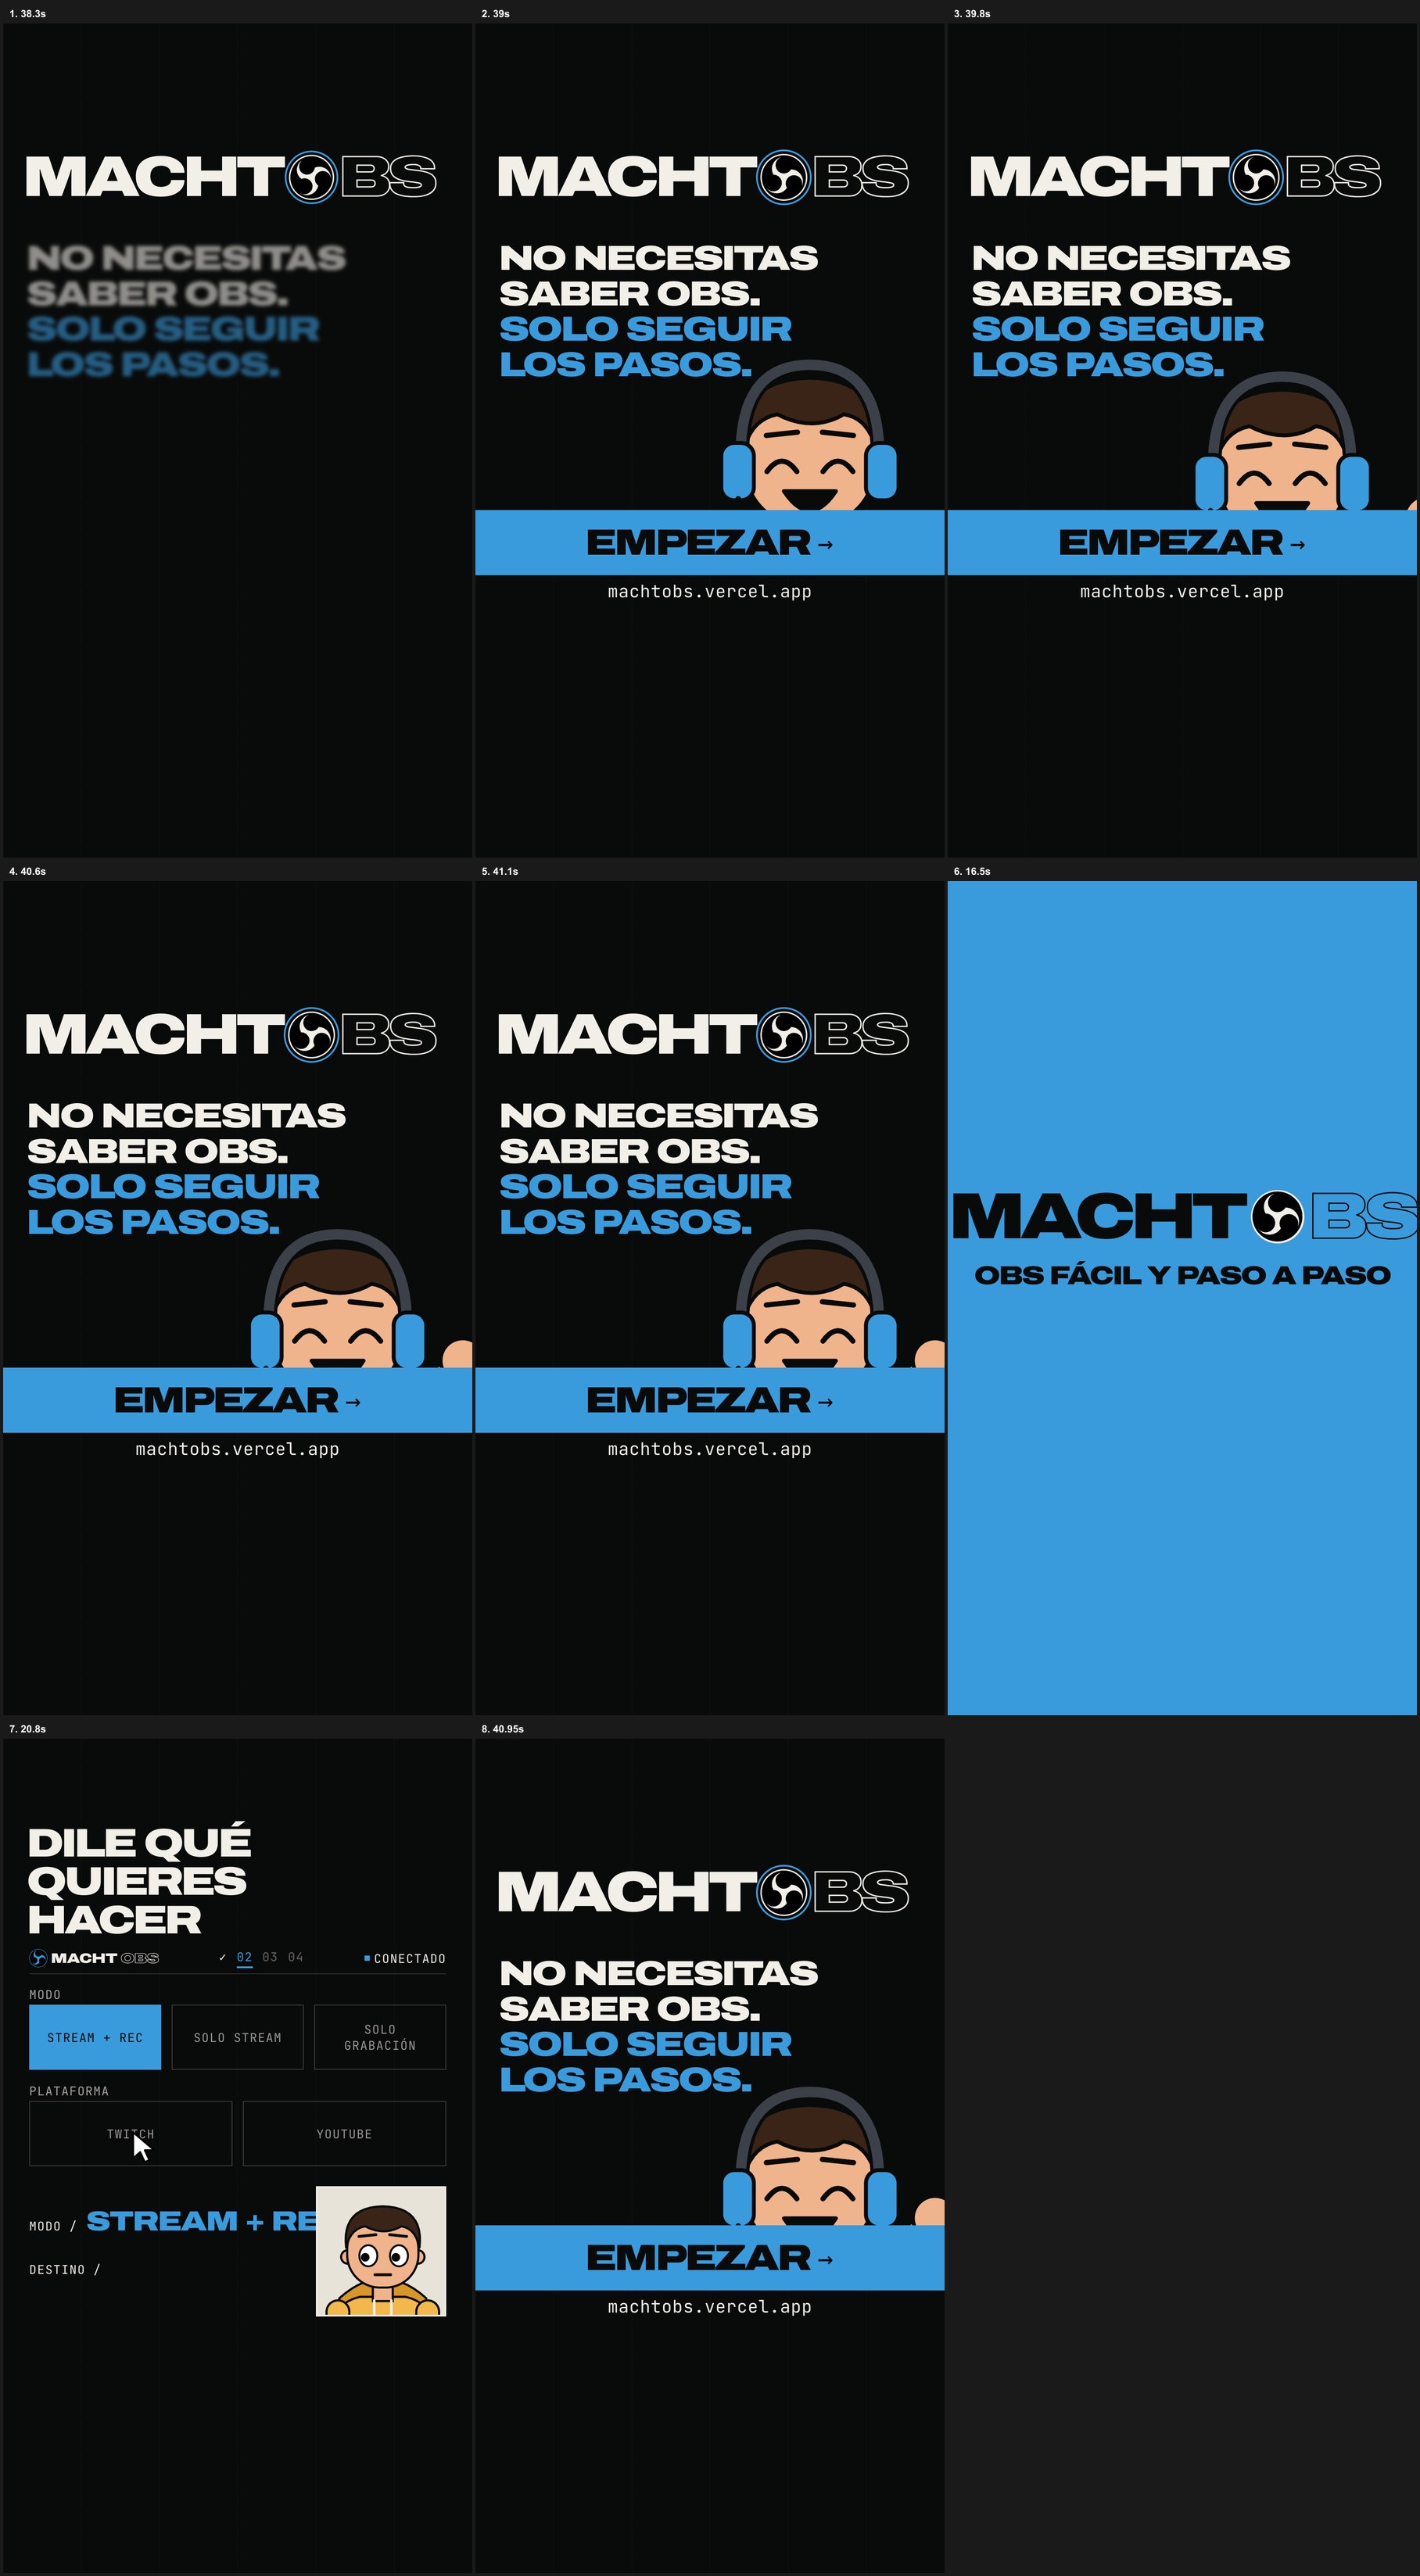 1. 38.3s
MACHTOBS
NO NECESITAS
SABER OBS.
SOLO SEGUIR
LOS PASOS.
2. 39s
MACHTOBS
NO NECESITAS
SABER OBS.
SOLO SEGUIR
LOS PASOS.
EMPEZAR →
machtobs.vercel.app
3. 39.8s
MACHTOBS
NO NECESITAS
SABER OBS.
SOLO SEGUIR
LOS PASOS.
EMPEZAR →
machtobs.vercel.app
4. 40.6s
MACHTOBS
NO NECESITAS
SABER OBS.
SOLO SEGUIR
LOS PASOS.
EMPEZAR →
machtobs.vercel.app
5. 41.1s
MACHTOBS
NO NECESITAS
SABER OBS.
SOLO SEGUIR
LOS PASOS.
EMPEZAR →
machtobs.vercel.app
6. 16.5s
MACHTOBS
OBS FÁCIL Y PASO A PASO
7. 20.8s
DILE QUÉ
QUIERES
HACER
MACHT OBS ✓ 02 03 04 CONECTADO
MODO
STREAM + REC
SOLO STREAM
SOLO
GRABACIÓN
PLATAFORMA
TWITCH
YOUTUBE
MODO / STREAM + RE
DESTINO /
8. 40.95s
MACHTOBS
NO NECESITAS
SABER OBS.
SOLO SEGUIR
LOS PASOS.
EMPEZAR →
machtobs.vercel.app